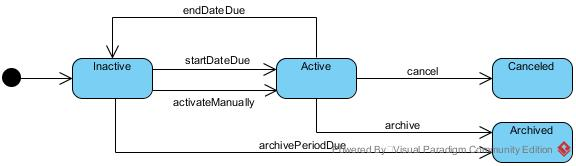 endDateDue
Inactive
startDateDue
Active
cancel
Canceled
activateManually
archive
Archived
archivePeriodDue
Powered By Visual Paradigm Community Edition